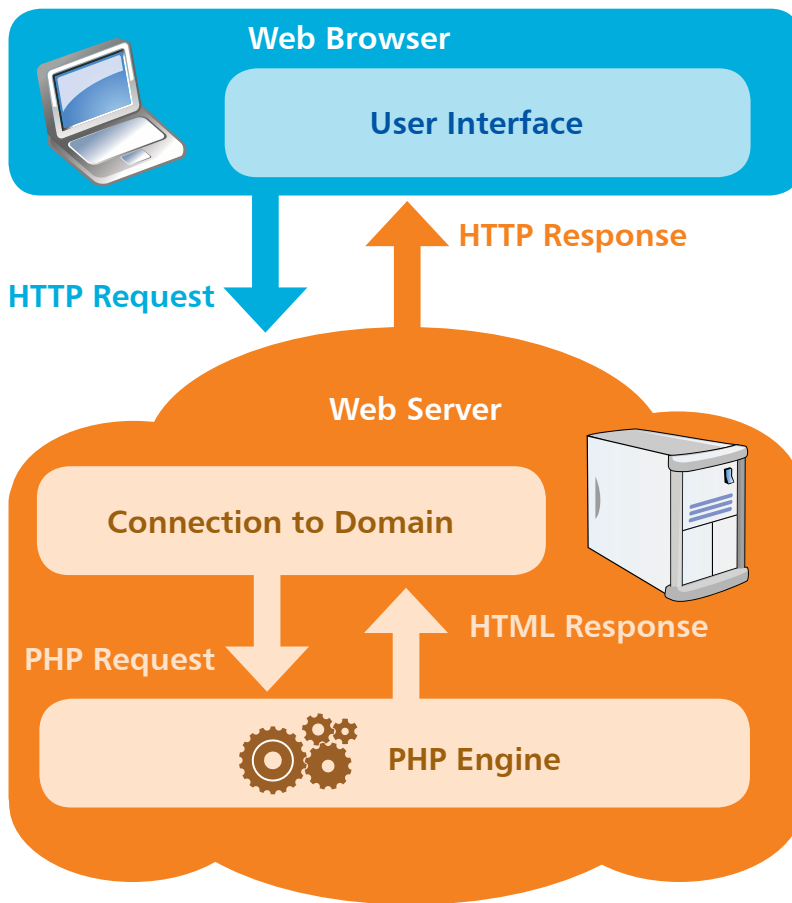 Web Browser
User Interface
HTTP Response
HTTP Request
Web Server
Connection to Domain
HTML Response
PHP Request
PHP Engine